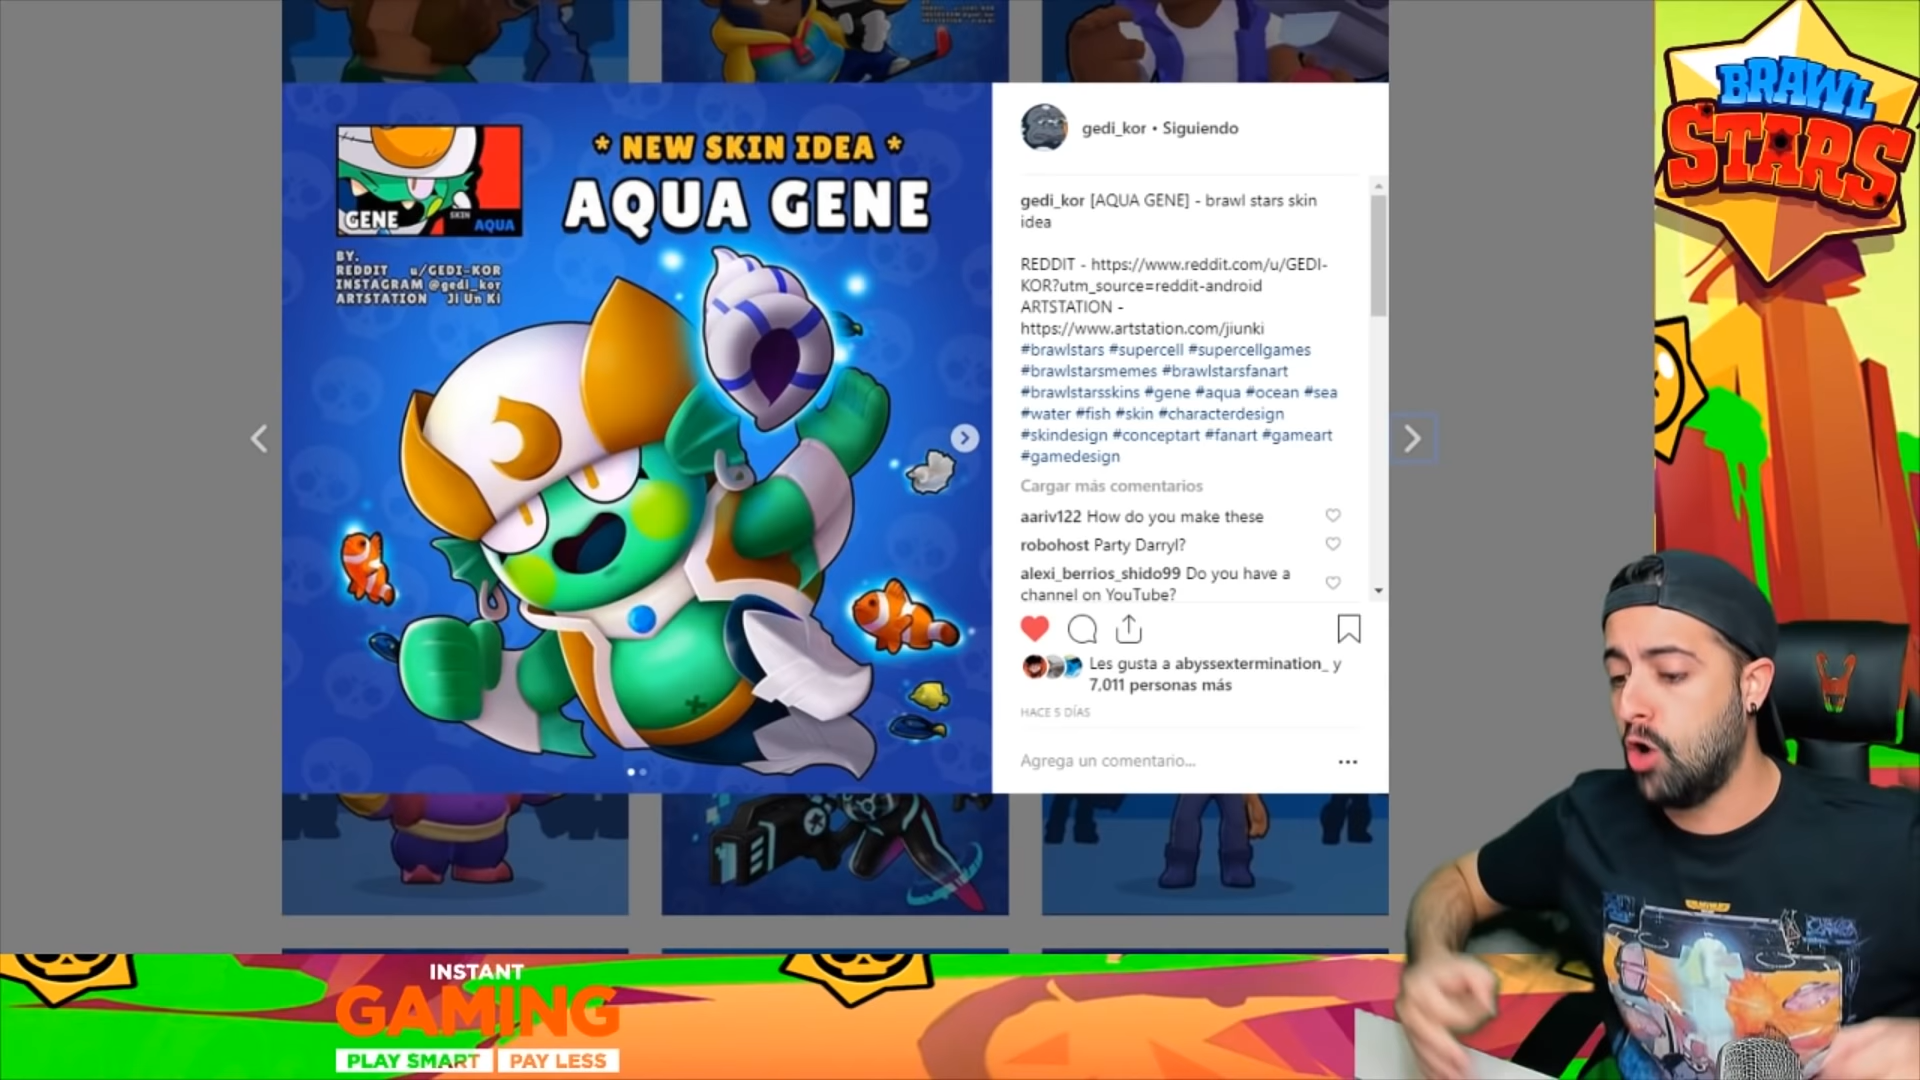 * NEW SKIN IDEA *
AQUA GENE
GENE
SKIN
AQUA
BY.
REDDIT u/GEDI-KOR
INSTAGRAM @gedi_kor
ARTSTATION Ji Un Ki
gedi_kor • Siguiendo
gedi_kor [AQUA GENE] - brawl stars skin
idea
REDDIT - https://www.reddit.com/u/GEDI-
KOR?utm_source=reddit-android
ARTSTATION -
https://www.artstation.com/jiunki
#brawlstars #supercell #supercellgames
#brawlstarsmemes #brawlstarsfanart
#brawlstarsskins #gene #aqua #ocean #sea
#water #fish #skin #characterdesign
#skindesign #conceptart #fanart #gameart
#gamedesign
Cargar más comentarios
aariv122 How do you make these
robohost Party Darryl?
alexi_berrios_shido99 Do you have a
channel on YouTube?
Les gusta a abyssextermination_ y
7,011 personas más
HACE 5 DÍAS
Agrega un comentario...
BRAWL
STARS
INSTANT
GAMING
PLAY SMART PAY LESS